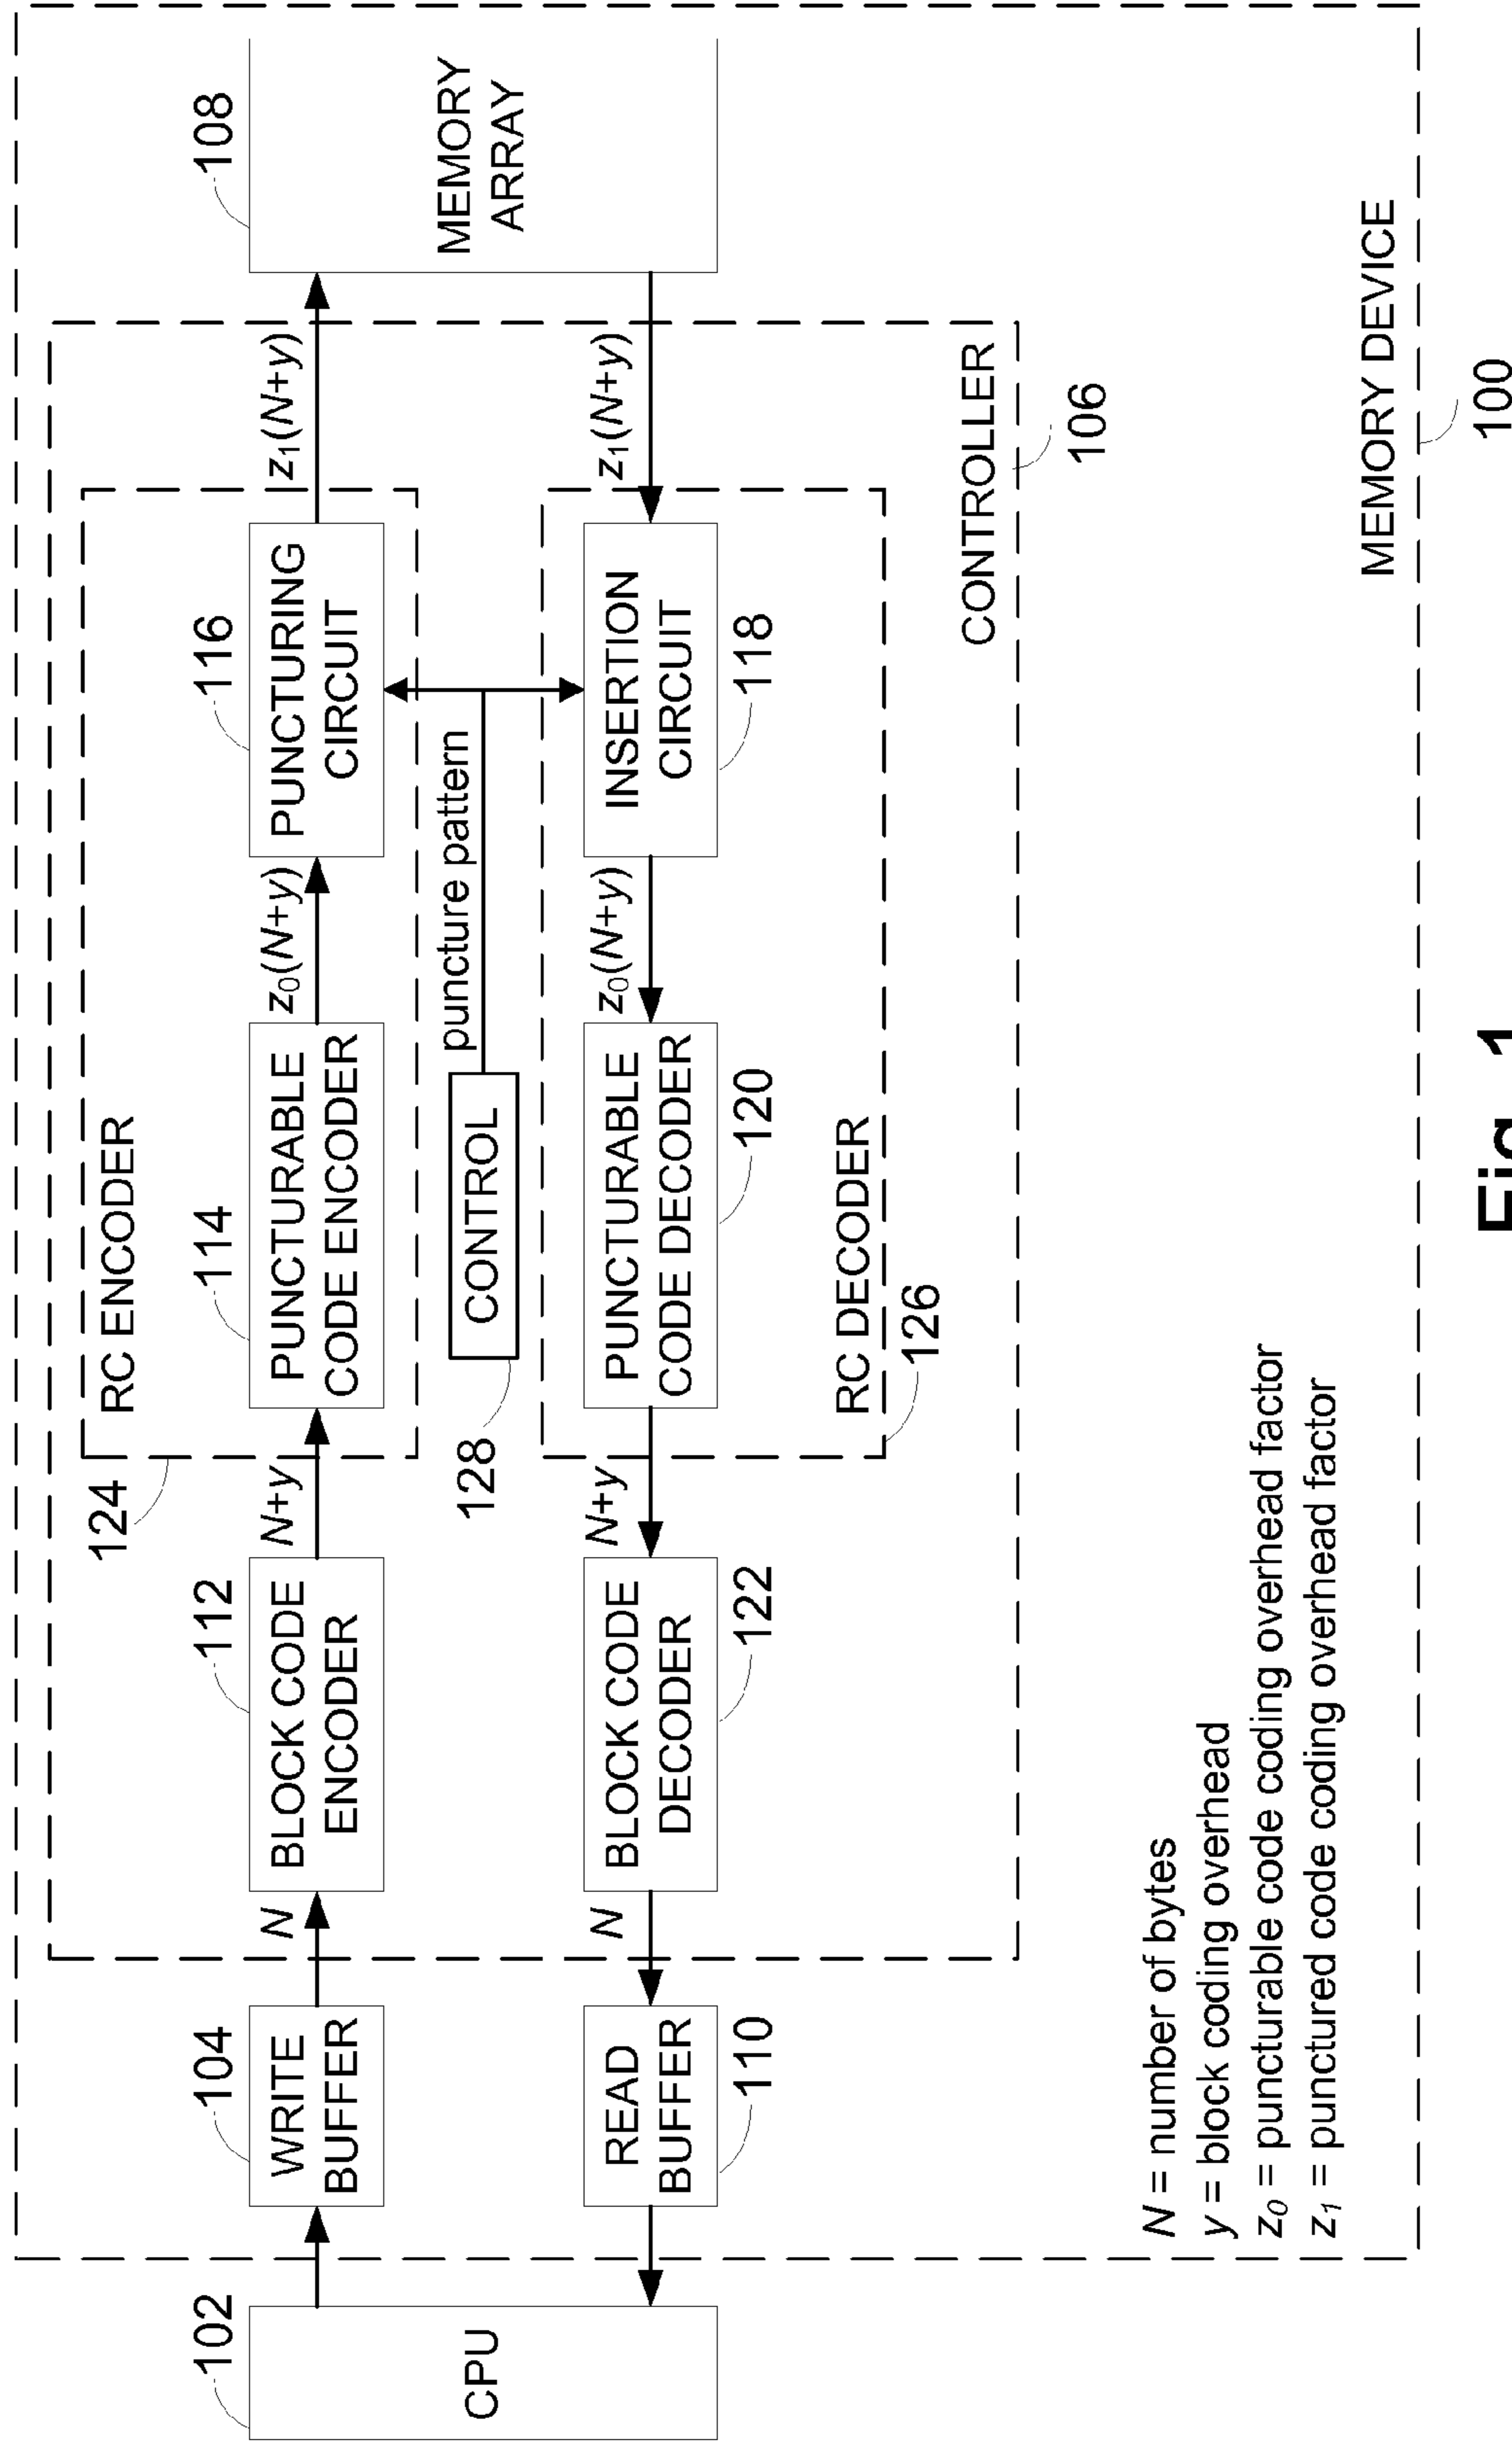 124
RC ENCODER
102
104
112
114
116
108
N
N+y
z0(N+y)
z1(N+y)
WRITE
BUFFER
BLOCK CODE
ENCODER
PUNCTURABLE
CODE ENCODER
PUNCTURING
CIRCUIT
CPU
128
CONTROL
puncture pattern
MEMORY
ARRAY
N
N+y
z0(N+y)
z1(N+y)
READ
BUFFER
BLOCK CODE
DECODER
PUNCTURABLE
CODE DECODER
INSERTION
CIRCUIT
110
122
120
118
RC DECODER
126
CONTROLLER
106
N = number of bytes
y = block coding overhead
z0 = puncturable code coding overhead factor
z1 = punctured code coding overhead factor
MEMORY DEVICE
100
Fig. 1